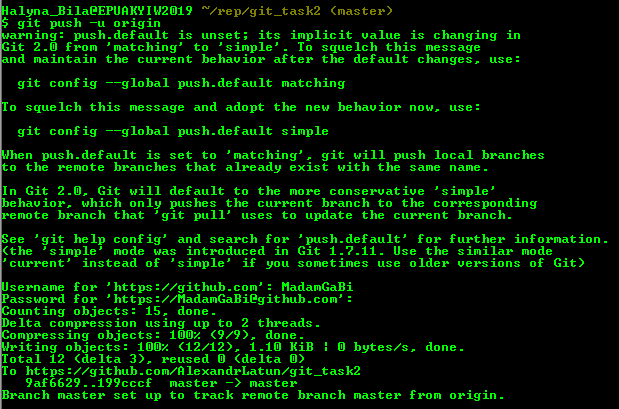 Halyna_Bila@EPUAKYIW2019 ~/rep/git_task2 (master)
$ git push -u origin
warning: push.default is unset; its implicit value is changing in
Git 2.0 from 'matching' to 'simple'. To squelch this message
and maintain the current behavior after the default changes, use:

  git config --global push.default matching

To squelch this message and adopt the new behavior now, use:

  git config --global push.default simple

When push.default is set to 'matching', git will push local branches
to the remote branches that already exist with the same name.

In Git 2.0, Git will default to the more conservative 'simple'
behavior, which only pushes the current branch to the corresponding
remote branch that 'git pull' uses to update the current branch.

See 'git help config' and search for 'push.default' for further information.
(the 'simple' mode was introduced in Git 1.7.11. Use the similar mode
'current' instead of 'simple' if you sometimes use older versions of Git)

Username for 'https://github.com': MadamGaBi
Password for 'https://MadamGaBi@github.com':
Counting objects: 15, done.
Delta compression using up to 2 threads.
Compressing objects: 100% (9/9), done.
Writing objects: 100% (12/12), 1.10 KiB | 0 bytes/s, done.
Total 12 (delta 3), reused 0 (delta 0)
To https://github.com/AlexandrLatun/git_task2
   9af6629..199cccf  master -> master
Branch master set up to track remote branch master from origin.